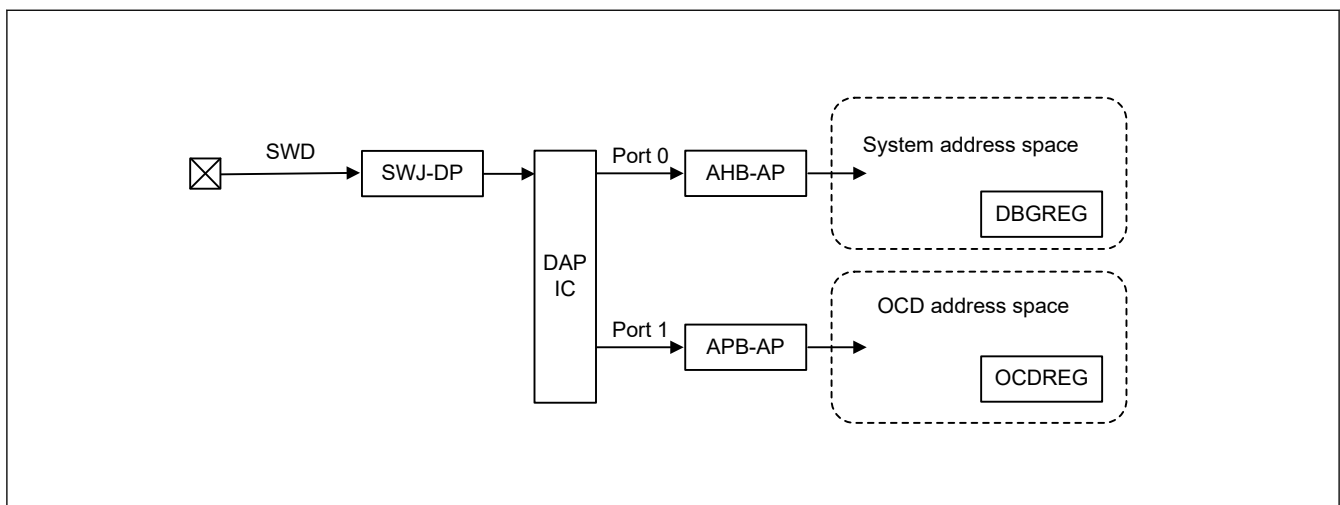 SWD
SWJ-DP
DAP
IC
Port 0
AHB-AP
System address space
DBGREG
Port 1
APB-AP
OCD address space
OCDREG